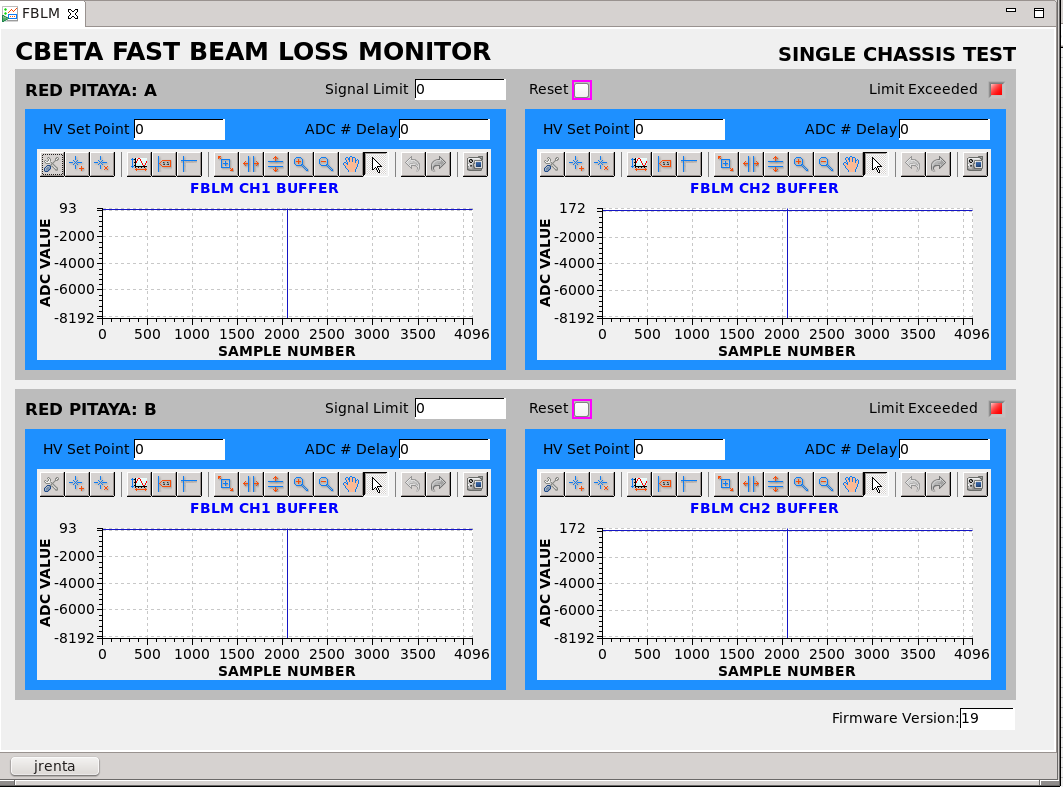 FBLM
CBETA FAST BEAM LOSS MONITOR
SINGLE CHASSIS TEST
RED PITAYA: A
Signal Limit 0
Reset
Limit Exceeded
HV Set Point 0
ADC # Delay 0
FBLM CH1 BUFFER
ADC VALUE
93
-2000
-4000
-6000
-8192
0 500 1000 1500 2000 2500 3000 3500 4096
SAMPLE NUMBER
HV Set Point 0
ADC # Delay 0
FBLM CH2 BUFFER
ADC VALUE
172
-2000
-4000
-6000
-8192
0 500 1000 1500 2000 2500 3000 3500 4096
SAMPLE NUMBER
RED PITAYA: B
Signal Limit 0
Reset
Limit Exceeded
HV Set Point 0
ADC # Delay 0
FBLM CH1 BUFFER
ADC VALUE
93
-2000
-4000
-6000
-8192
0 500 1000 1500 2000 2500 3000 3500 4096
SAMPLE NUMBER
HV Set Point 0
ADC # Delay 0
FBLM CH2 BUFFER
ADC VALUE
172
-2000
-4000
-6000
-8192
0 500 1000 1500 2000 2500 3000 3500 4096
SAMPLE NUMBER
Firmware Version: 19
jrenta